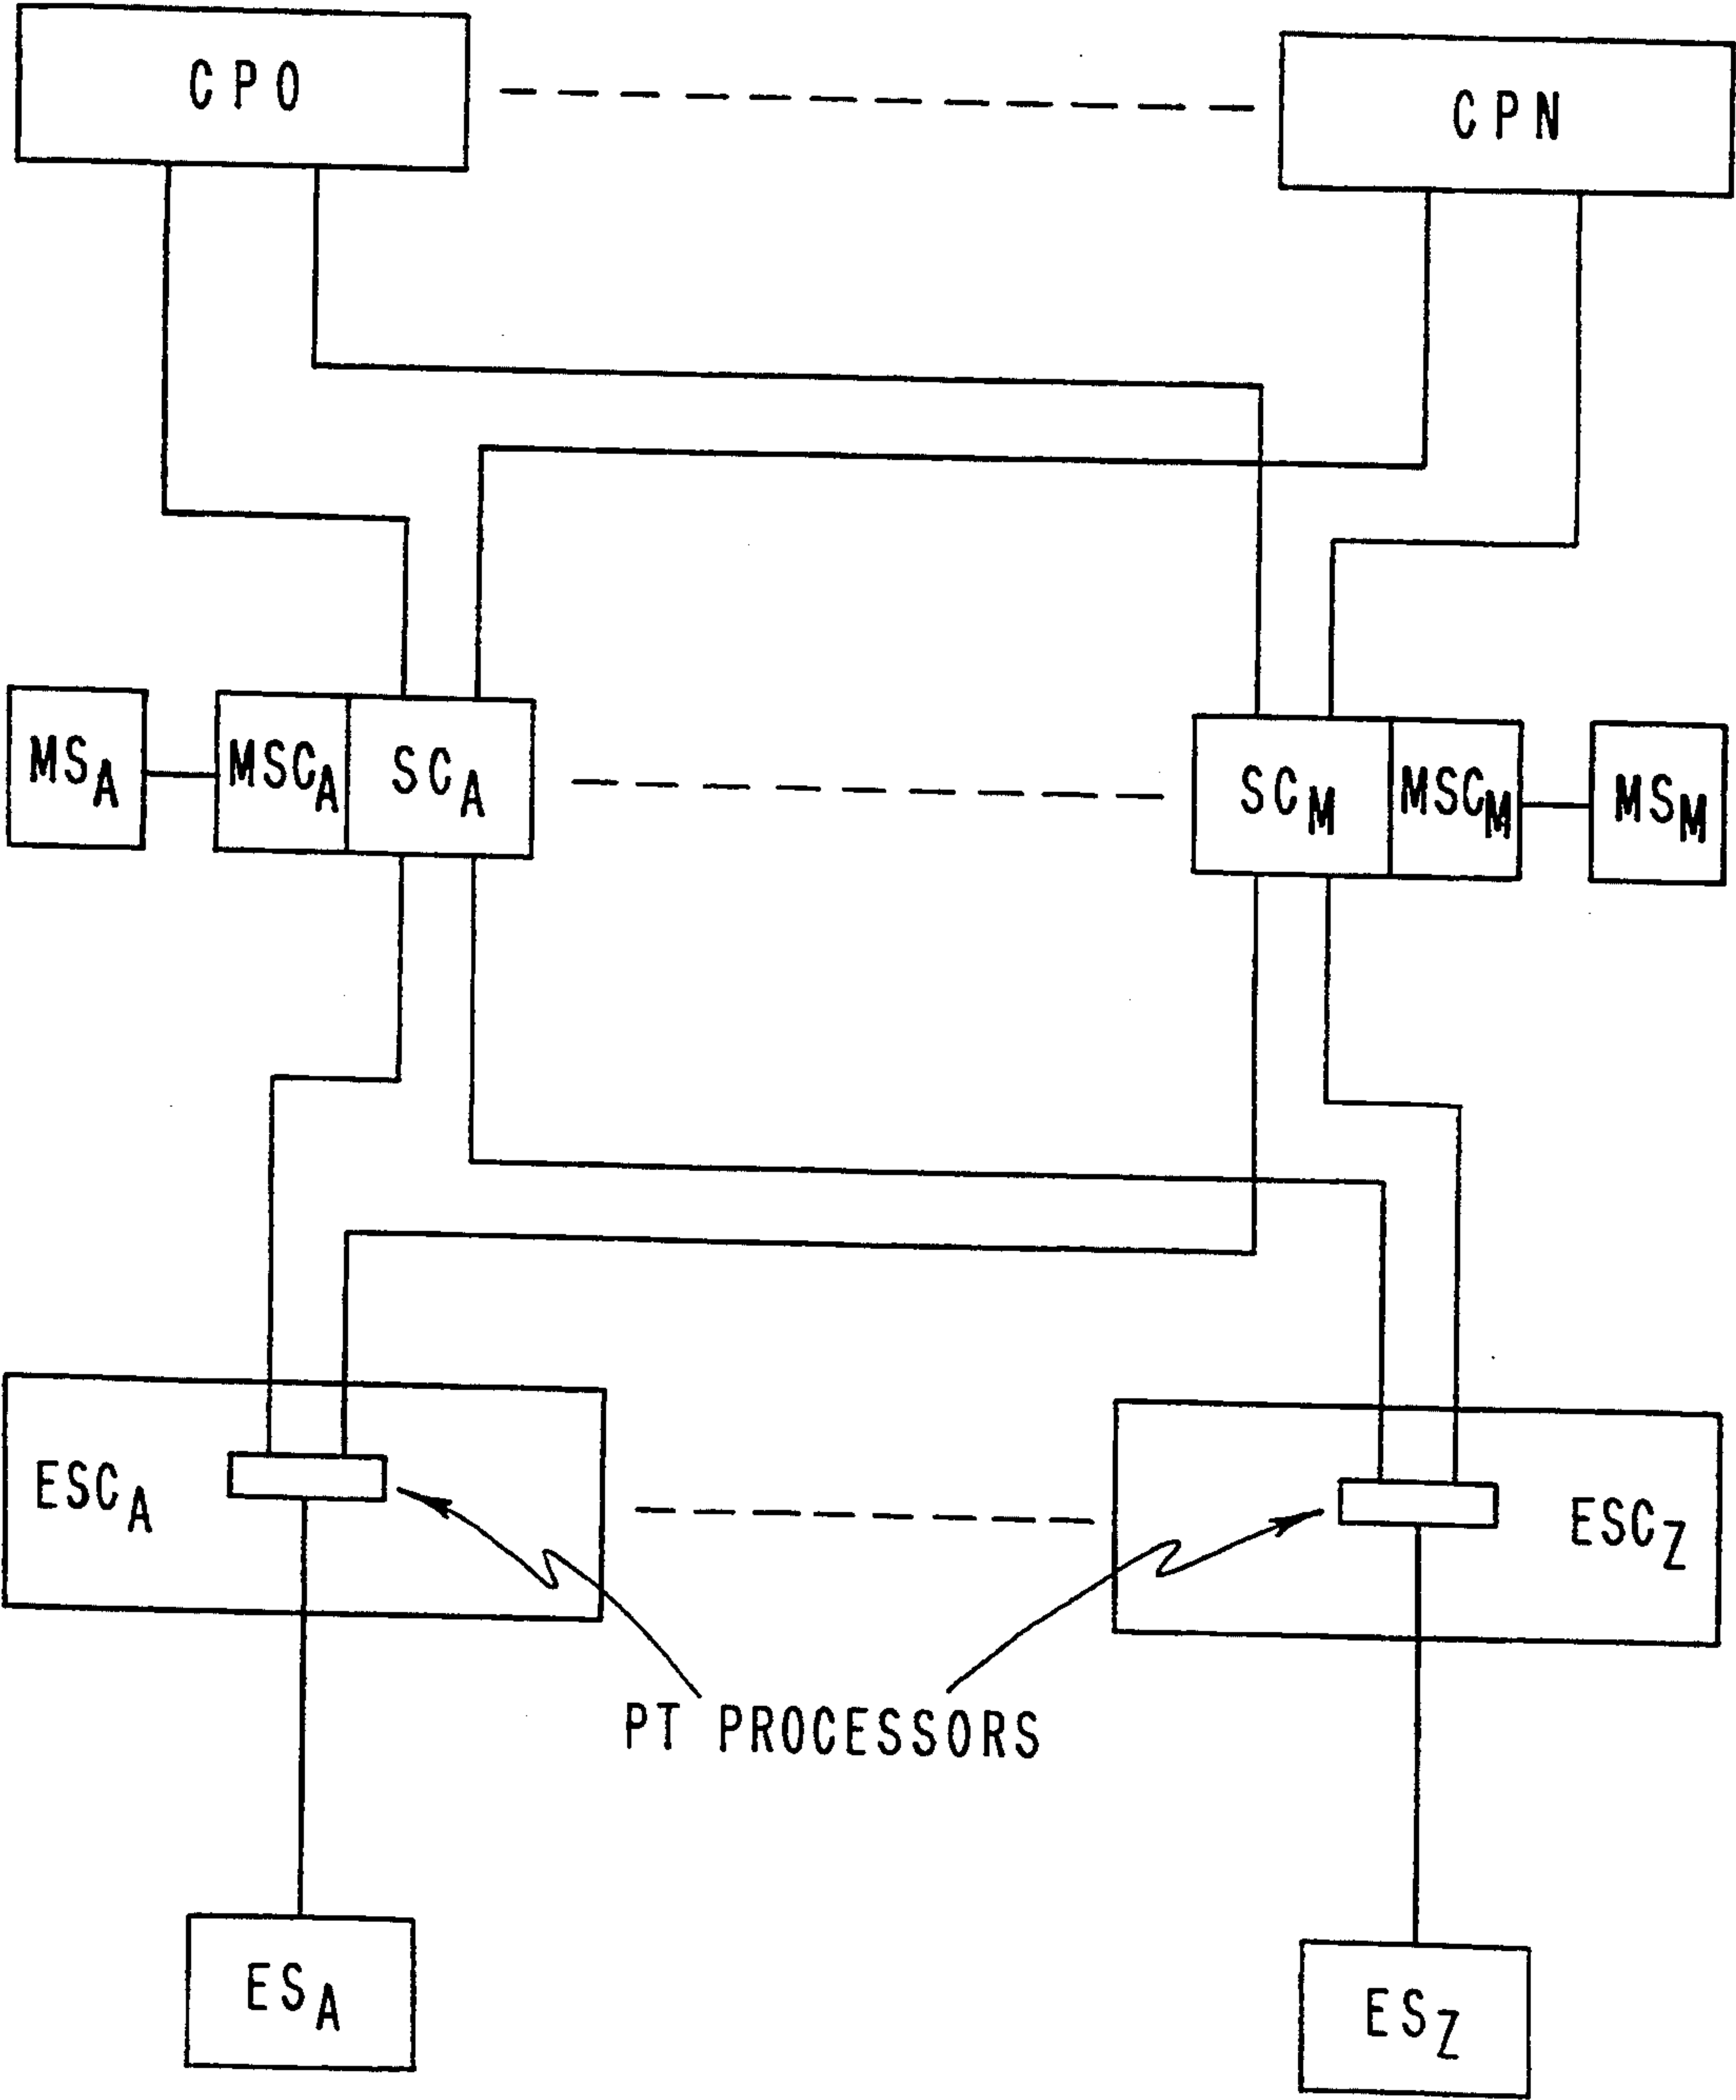 CPO
CPN
MSA
MSCA
SCA
SCM
MSCM
MSM
ESCA
ESCZ
PT PROCESSORS
ESA
ESZ